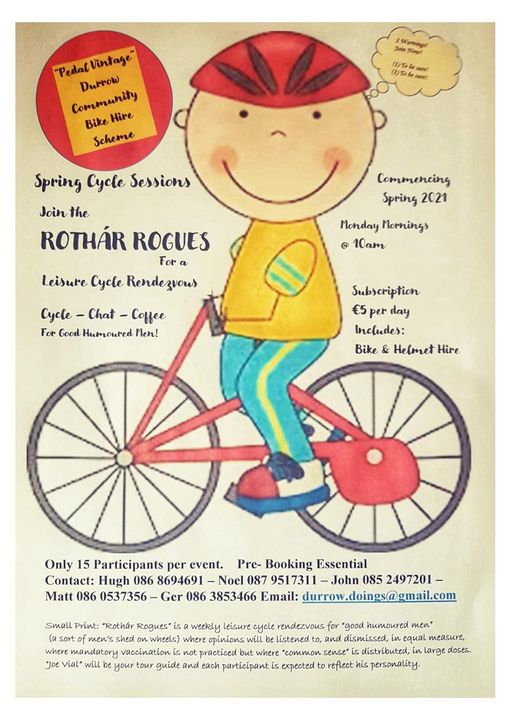 "Pedal Vintage"
Durrow
Community
Bike Hire
Scheme
2 Warnings!
Join Now!
(1) To be sure!
(2) To be sure!
Spring Cycle Sessions
Join the
ROTHÁR ROGUES
For a
Leisure Cycle Rendezvous
Cycle – Chat – Coffee
For Good Humoured Men!
Commencing
Spring 2021
Monday Mornings
@ 10am
Subscription
€5 per day
Includes:
Bike & Helmet Hire
Only 15 Participants per event. Pre- Booking Essential
Contact: Hugh 086 8694691 – Noel 087 9517311 – John 085 2497201 –
Matt 086 0537356 – Ger 086 3853466 Email: durrow.doings@gmail.com
Small Print: "Rothár Rogues" is a weekly leisure cycle rendezvous for "good humoured men"
(a sort of men's shed on wheels) where opinions will be listened to, and dismissed, in equal measure,
where mandatory vaccination is not practiced but where "common sense" is distributed, in large doses.
"Joe Vial" will be your tour guide and each participant is expected to reflect his personality.